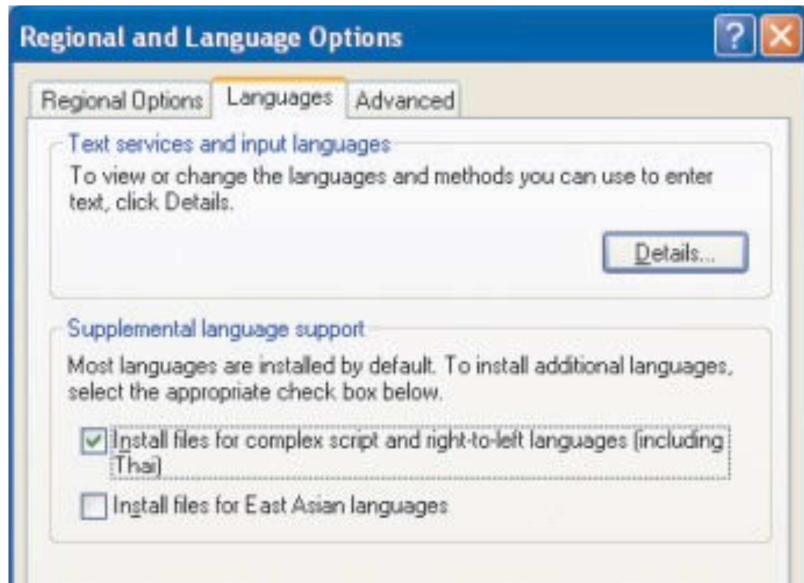 Regional and Language Options
Regional Options Languages Advanced
Text services and input languages
To view or change the languages and methods you can use to enter
text, click Details.
Details...
Supplemental language support
Most languages are installed by default. To install additional languages,
select the appropriate check box below.
Install files for complex script and right-to-left languages (including
Thai)
Install files for East Asian languages